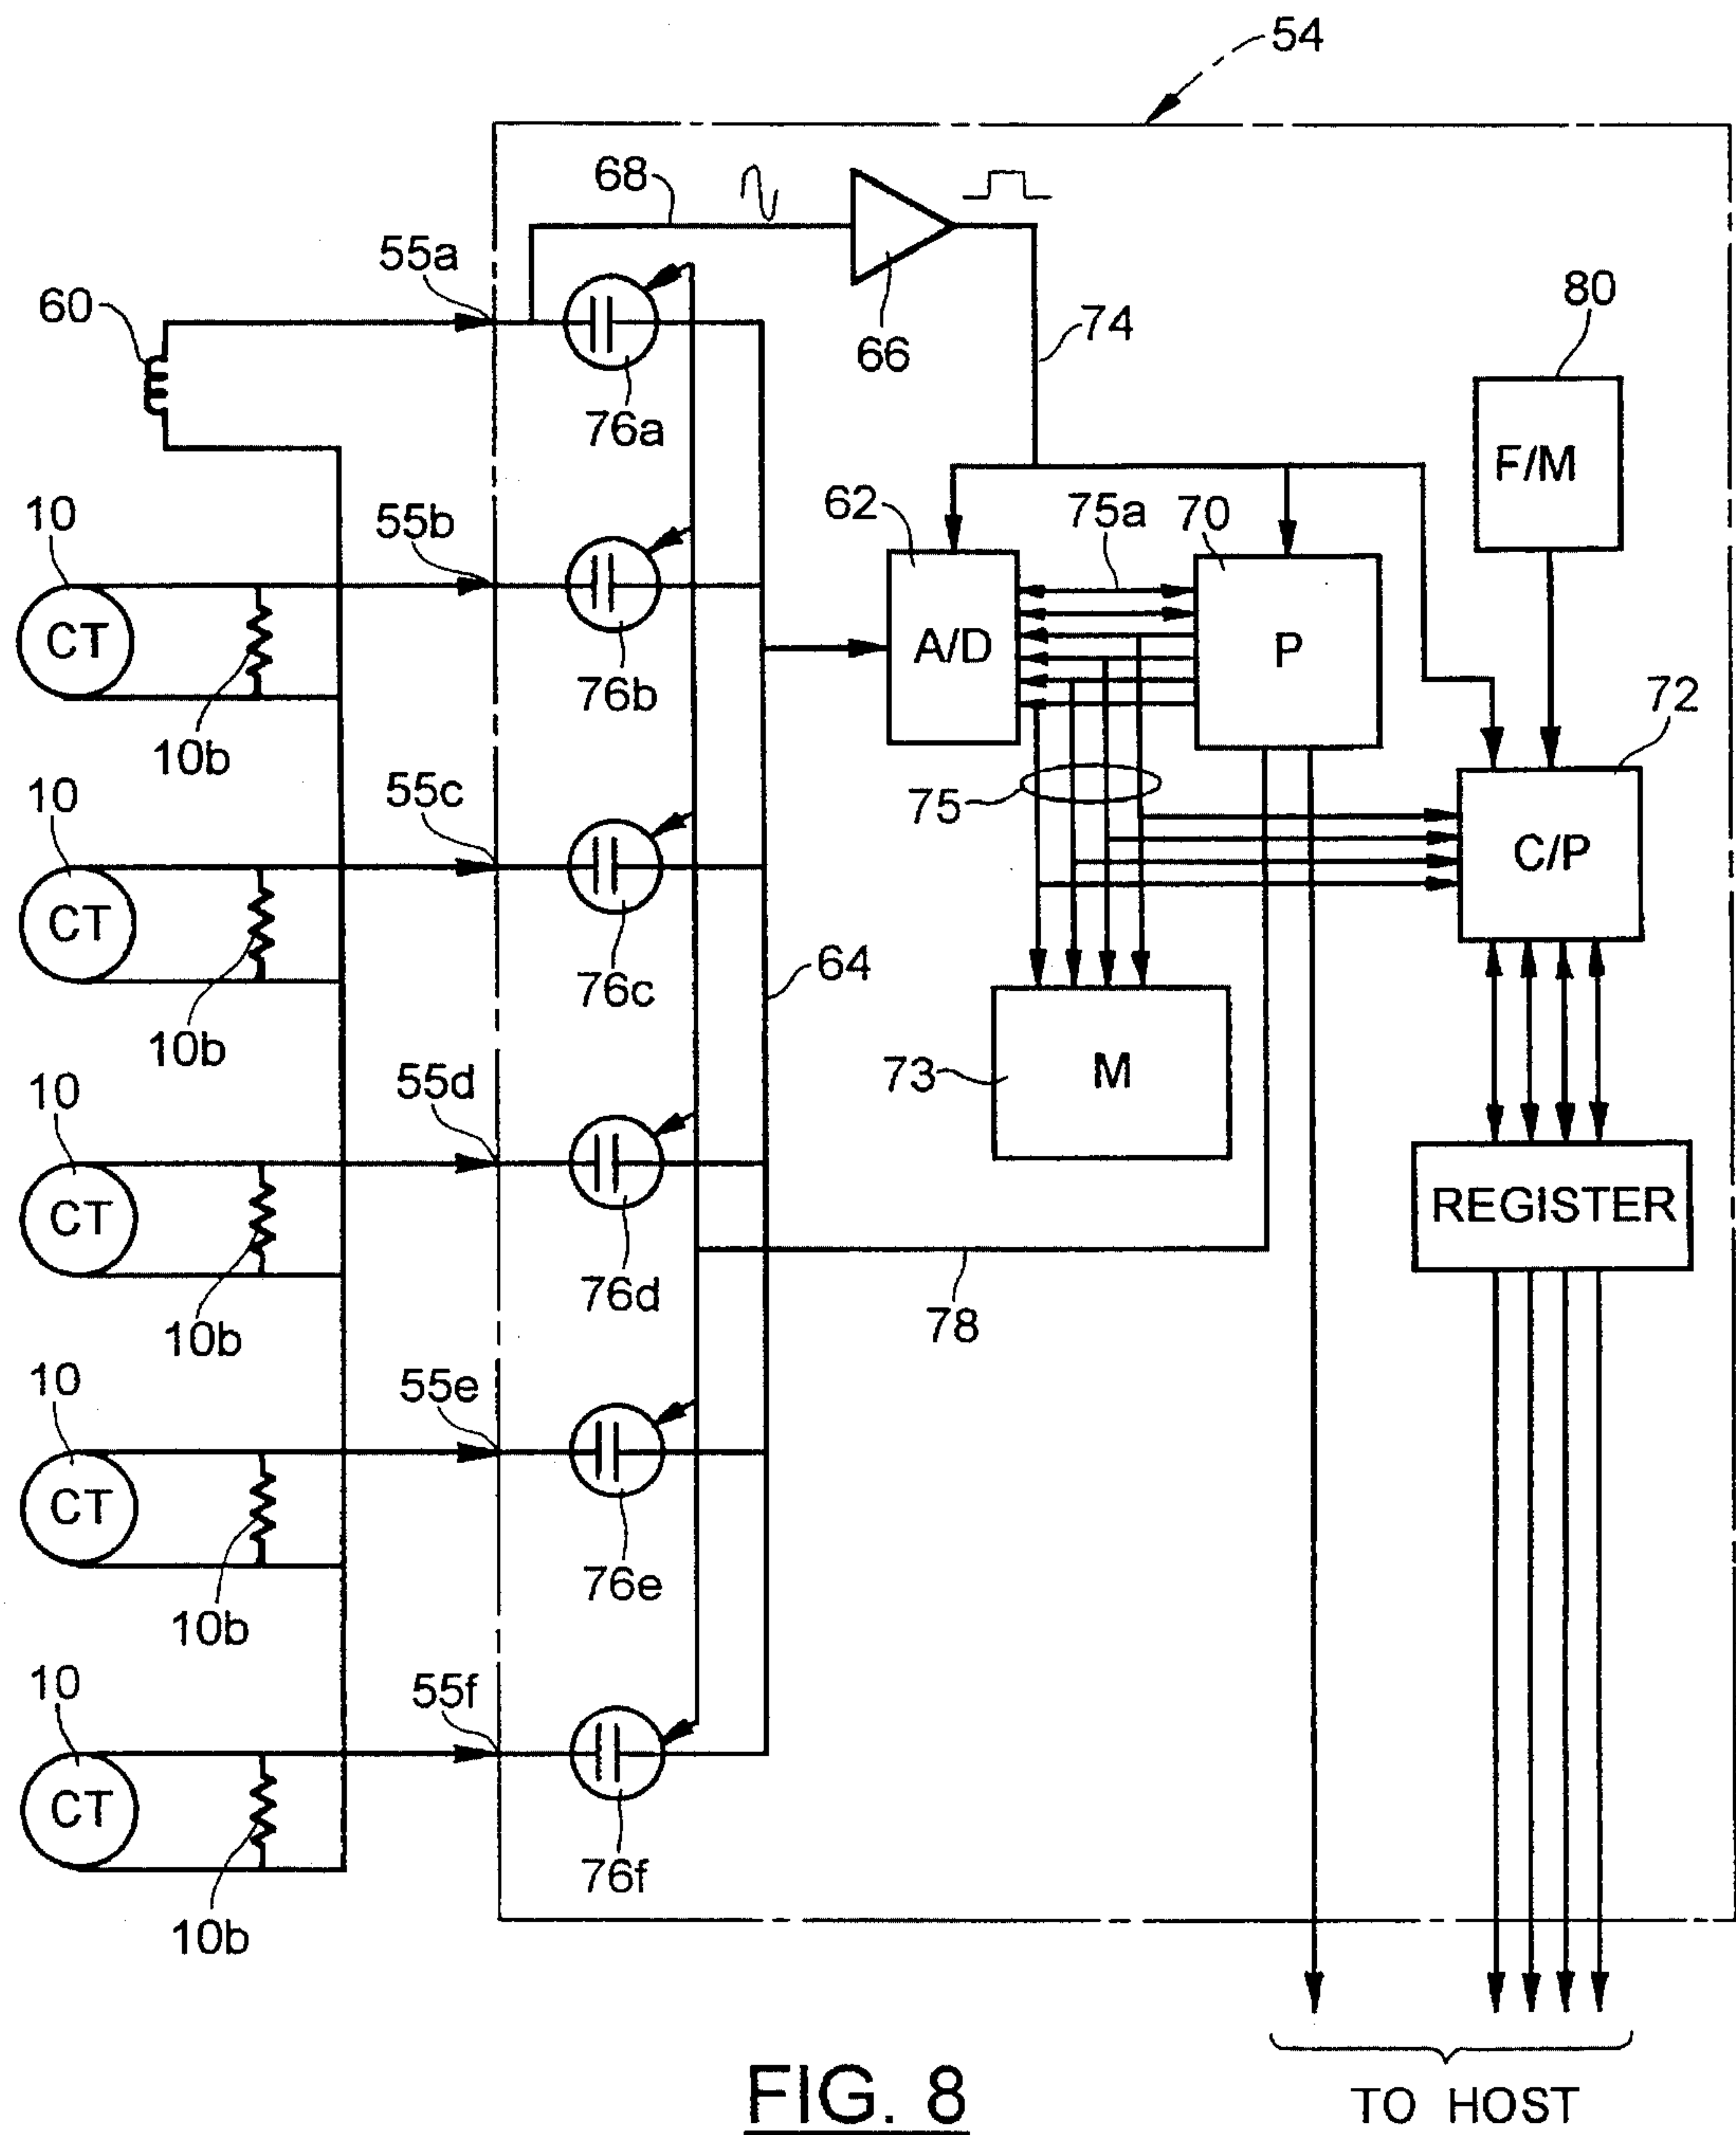 54
68
55a
60
66
74
80
76a
F/M
10
55b
62
75a
70
CT
A/D
P
76b
72
10b
10
55c
75
C/P
CT
64
76c
10b
73
M
10
55d
CT
REGISTER
76d
10b
78
10
55e
CT
76e
10b
10
55f
CT
76f
10b
TO HOST
FIG. 8